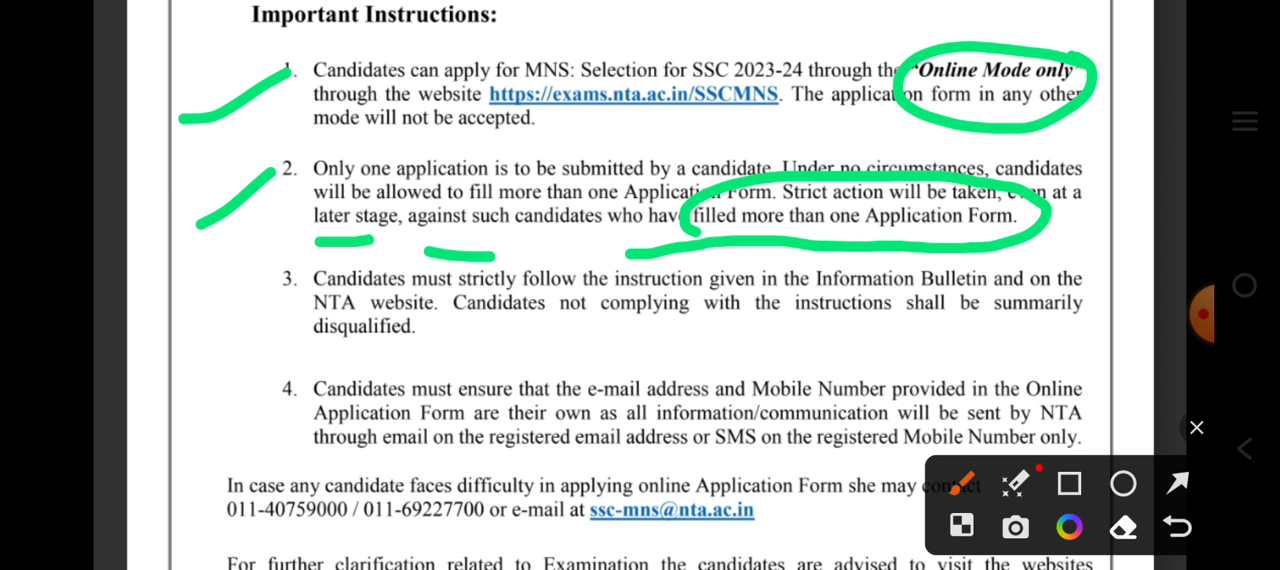 Important Instructions:
1. Candidates can apply for MNS: Selection for SSC 2023-24 through the “Online Mode only”
through the website https://exams.nta.ac.in/SSCMNS. The application form in any other
mode will not be accepted.
2. Only one application is to be submitted by a candidate. Under no circumstances, candidates
will be allowed to fill more than one Application Form. Strict action will be taken, even at a
later stage, against such candidates who have filled more than one Application Form.
3. Candidates must strictly follow the instruction given in the Information Bulletin and on the
NTA website. Candidates not complying with the instructions shall be summarily
disqualified.
4. Candidates must ensure that the e-mail address and Mobile Number provided in the Online
Application Form are their own as all information/communication will be sent by NTA
through email on the registered email address or SMS on the registered Mobile Number only.
In case any candidate faces difficulty in applying online Application Form she may contact
011-40759000 / 011-69227700 or e-mail at ssc-mns@nta.ac.in
For further clarification related to Examination the candidates are advised to visit the websites